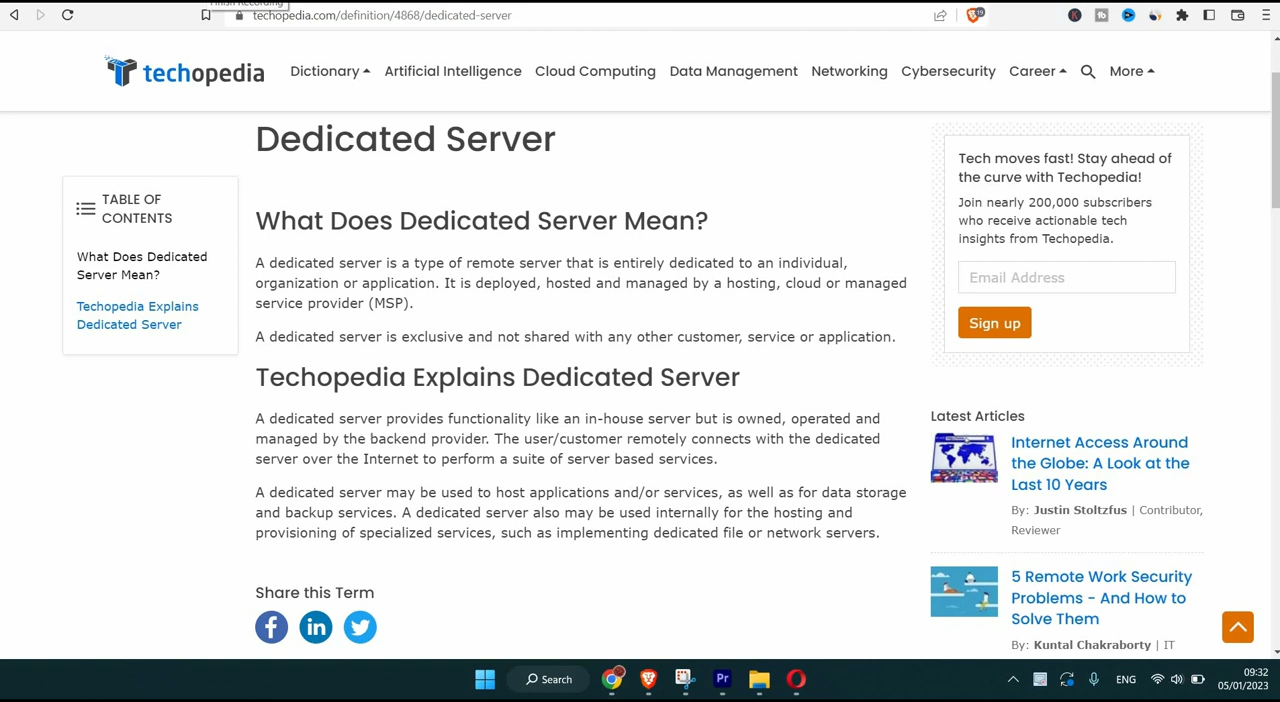 Finish Recording
techopedia.com/definition/4868/dedicated-server
19
techopedia
Dictionary
Artificial Intelligence
Cloud Computing
Data Management
Networking
Cybersecurity
Career
More
Dedicated Server
TABLE OF
CONTENTS
What Does Dedicated
Server Mean?
Techopedia Explains
Dedicated Server
What Does Dedicated Server Mean?
A dedicated server is a type of remote server that is entirely dedicated to an individual,
organization or application. It is deployed, hosted and managed by a hosting, cloud or managed
service provider (MSP).
A dedicated server is exclusive and not shared with any other customer, service or application.
Techopedia Explains Dedicated Server
A dedicated server provides functionality like an in-house server but is owned, operated and
managed by the backend provider. The user/customer remotely connects with the dedicated
server over the Internet to perform a suite of server based services.
A dedicated server may be used to host applications and/or services, as well as for data storage
and backup services. A dedicated server also may be used internally for the hosting and
provisioning of specialized services, such as implementing dedicated file or network servers.
Share this Term
Tech moves fast! Stay ahead of
the curve with Techopedia!
Join nearly 200,000 subscribers
who receive actionable tech
insights from Techopedia.
Email Address
Sign up
Latest Articles
Internet Access Around
the Globe: A Look at the
Last 10 Years
By: Justin Stoltzfus | Contributor,
Reviewer
5 Remote Work Security
Problems - And How to
Solve Them
By: Kuntal Chakraborty | IT
Search
Pr
ENG
09:32
05/01/2023